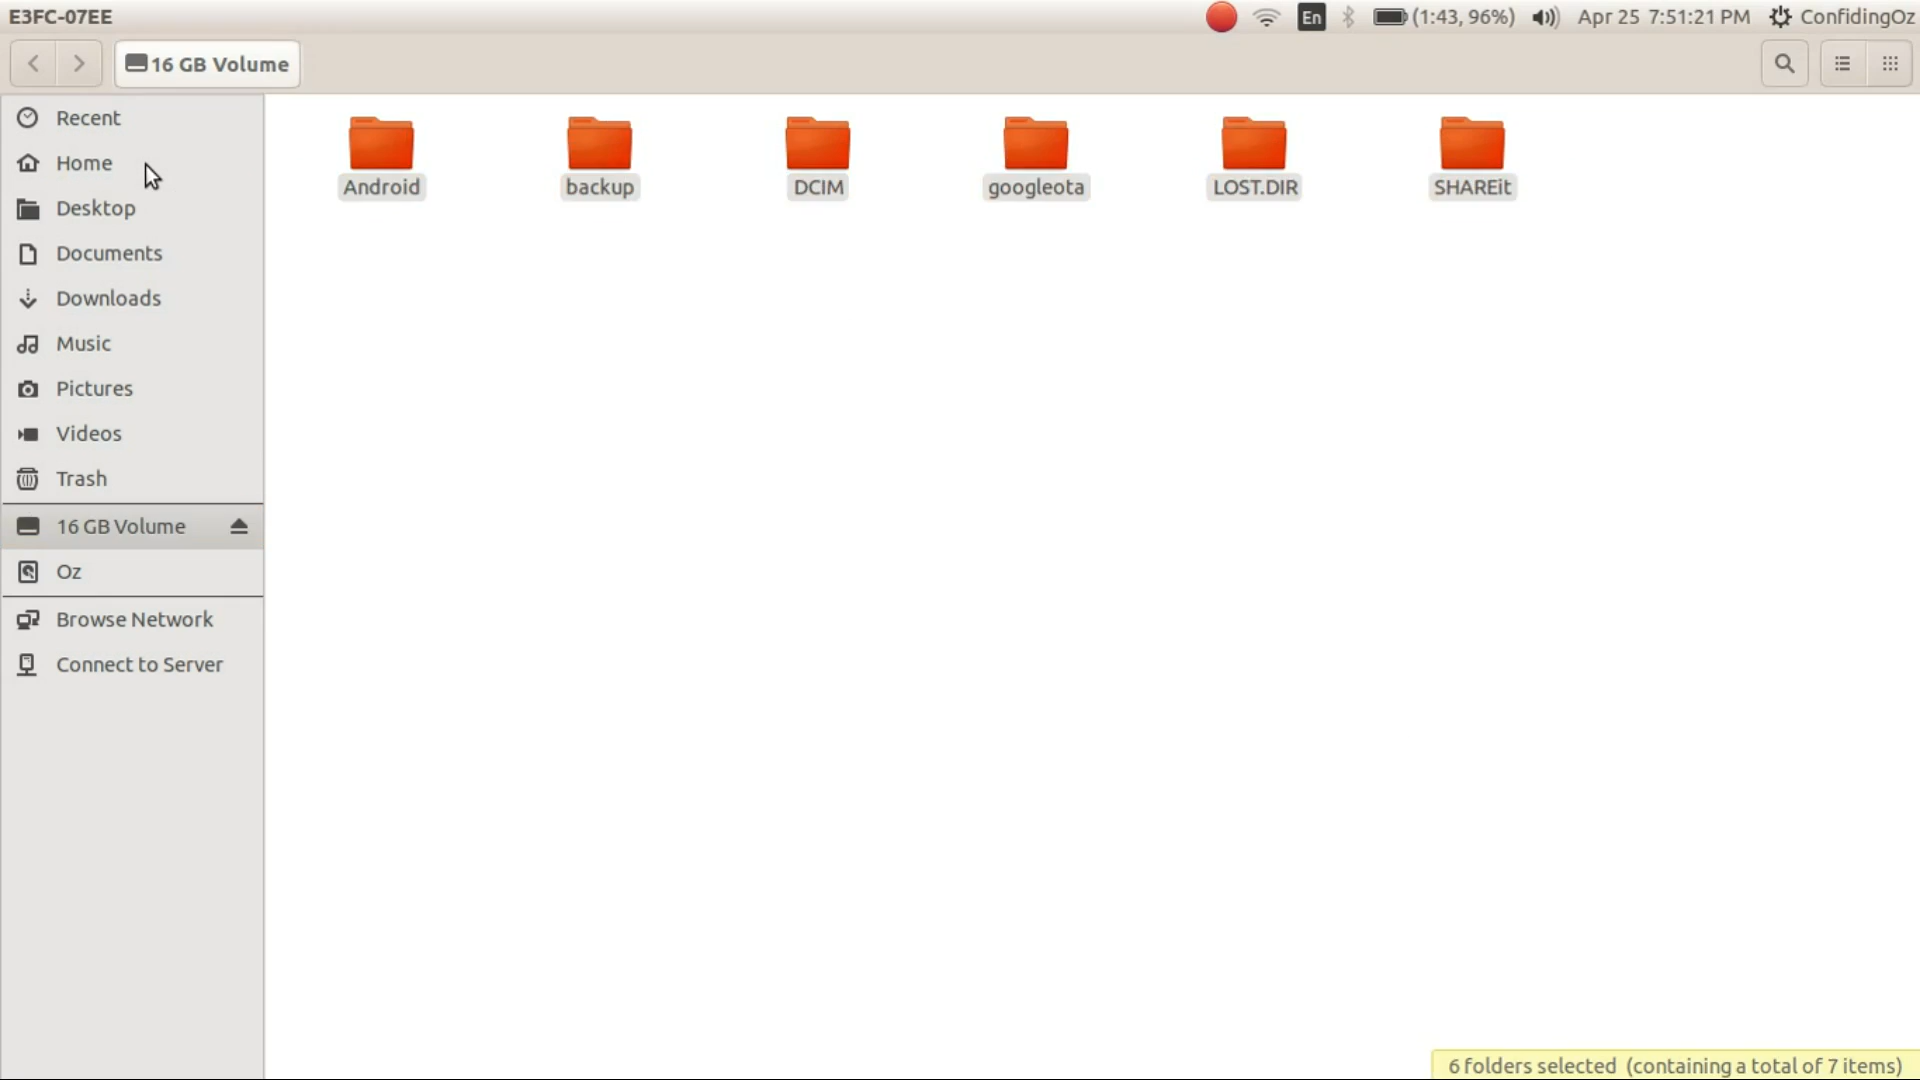 E3FC-07EE
En (1:43, 96%) Apr 25 7:51:21 PM ConfidingOz
16 GB Volume
Recent
Home
Desktop
Documents
Downloads
Music
Pictures
Videos
Trash
16 GB Volume
Oz
Browse Network
Connect to Server
Android backup DCIM googleota LOST.DIR SHAREit
6 folders selected (containing a total of 7 items)